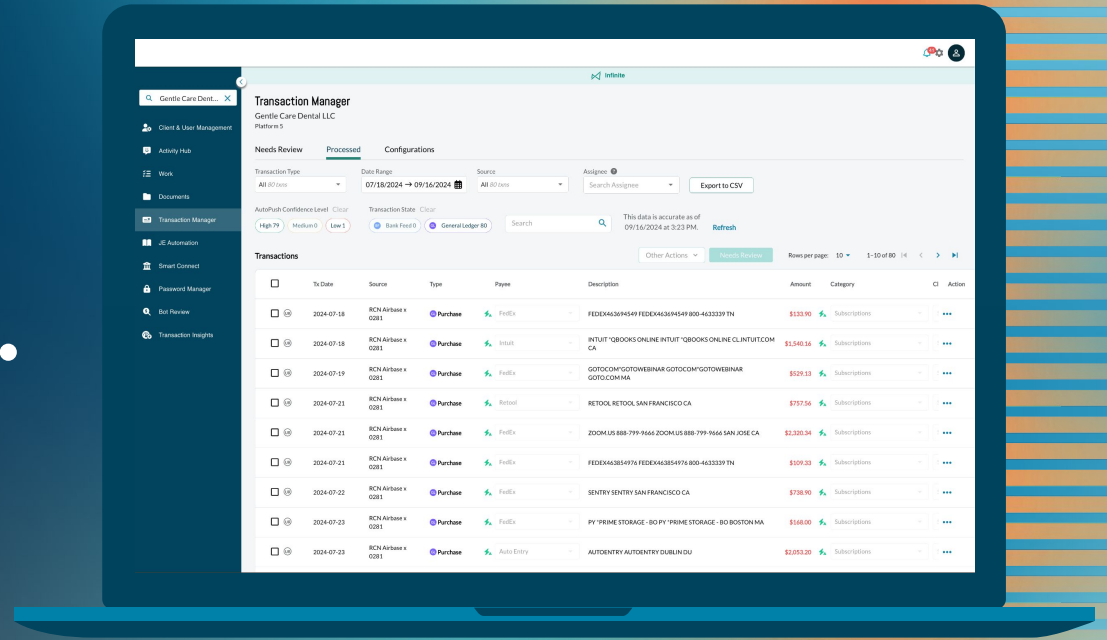 Infinite
Gentle Care Dent...
Client & User Management
Activity Hub
Work
Documents
Transaction Manager
JE Automation
Smart Connect
Password Manager
Bot Review
Transaction Insights
Transaction Manager
Gentle Care Dental LLC
Platform 5
Needs Review Processed Configurations
Transaction Type Date Range Source Assignee
All 80 txns 07/18/2024 → 09/16/2024 All 80 txns Search Assignee Export to CSV
AutoPush Confidence Level Clear Transaction State Clear
High 79 Medium 0 Low 1 Bank Feed 0 General Ledger 80 Search
This data is accurate as of
09/16/2024 at 3:23 PM. Refresh
Transactions Other Actions Needs Review Rows per page: 10 1-10 of 80
Tx Date Source Type Payee Description Amount Category Cl Action
2024-07-18 RCN Airbase x Purchase FedEx FEDEX463694549 FEDEX463694549 800-4633339 TN $133.90 Subscriptions
0281
2024-07-18 RCN Airbase x Purchase Intuit INTUIT *QBOOKS ONLINE INTUIT *QBOOKS ONLINE CL.INTUIT.COM $1,540.16 Subscriptions
0281 CA
2024-07-19 RCN Airbase x Purchase FedEx GOTOCOM*GOTOWEBINAR GOTOCOM*GOTOWEBINAR $529.13 Subscriptions
0281 GOTO.COM MA
2024-07-21 RCN Airbase x Purchase Retool RETOOL RETOOL SAN FRANCISCO CA $757.56 Subscriptions
0281
2024-07-21 RCN Airbase x Purchase FedEx ZOOM.US 888-799-9666 ZOOM.US 888-799-9666 SAN JOSE CA $2,320.34 Subscriptions
0281
2024-07-21 RCN Airbase x Purchase FedEx FEDEX463854976 FEDEX463854976 800-4633339 TN $109.33 Subscriptions
0281
2024-07-22 RCN Airbase x Purchase FedEx SENTRY SENTRY SAN FRANCISCO CA $738.90 Subscriptions
0281
2024-07-23 RCN Airbase x Purchase FedEx PY *PRIME STORAGE - BO PY *PRIME STORAGE - BO BOSTON MA $168.00 Subscriptions
0281
2024-07-23 RCN Airbase x Purchase Auto Entry AUTOENTRY AUTOENTRY DUBLIN DU $2,053.20 Subscriptions
0281